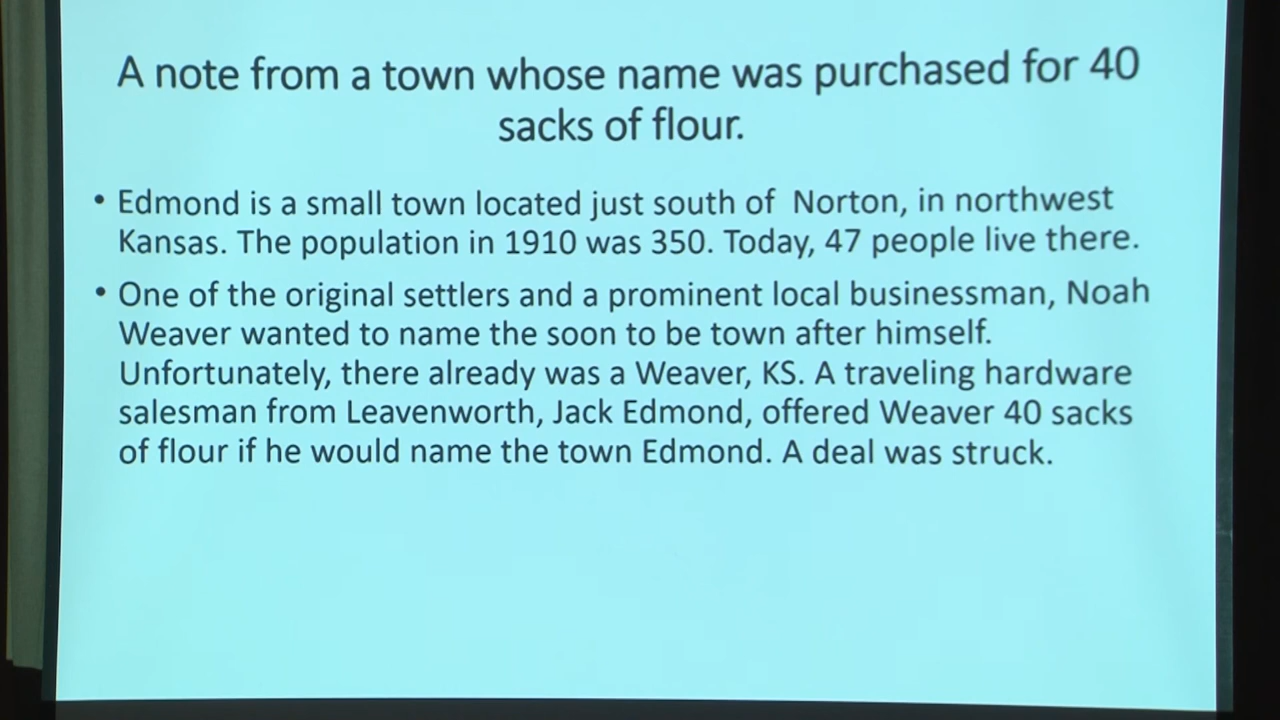 A note from a town whose name was purchased for 40
sacks of flour.
• Edmond is a small town located just south of Norton, in northwest
Kansas. The population in 1910 was 350. Today, 47 people live there.
• One of the original settlers and a prominent local businessman, Noah
Weaver wanted to name the soon to be town after himself.
Unfortunately, there already was a Weaver, KS. A traveling hardware
salesman from Leavenworth, Jack Edmond, offered Weaver 40 sacks
of flour if he would name the town Edmond. A deal was struck.